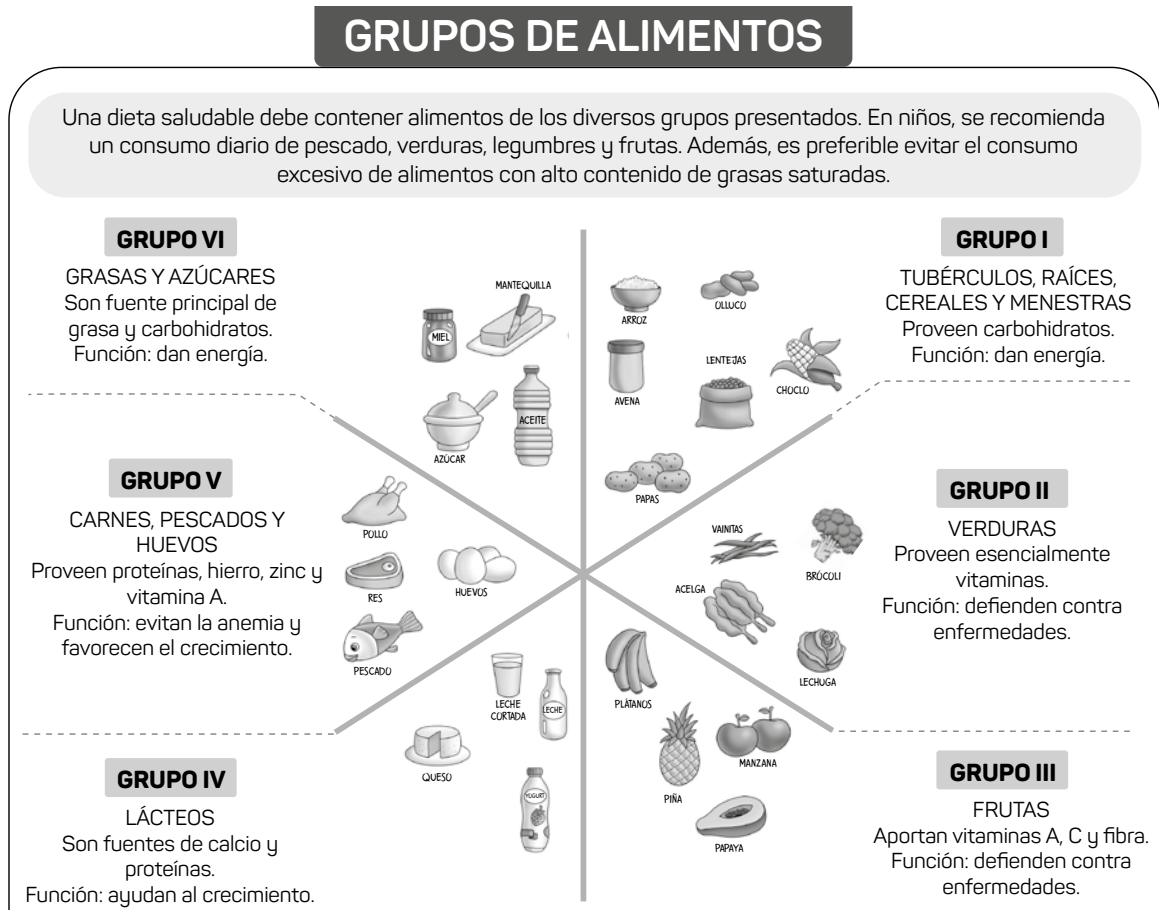 GRUPOS DE ALIMENTOS
Una dieta saludable debe contener alimentos de los diversos grupos presentados. En niños, se recomienda
un consumo diario de pescado, verduras, legumbres y frutas. Además, es preferible evitar el consumo
excesivo de alimentos con alto contenido de grasas saturadas.
GRUPO VI
GRASAS Y AZÚCARES
Son fuente principal de
grasa y carbohidratos.
Función: dan energía.
MANTEQUILLA
MIEL
AZÚCAR
ACEITE
GRUPO I
TUBÉRCULOS, RAÍCES,
CEREALES Y MENESTRAS
Proveen carbohidratos.
Función: dan energía.
ARROZ
OLLUCO
AVENA
LENTEJAS
CHOCLO
PAPAS
GRUPO V
CARNES, PESCADOS Y
HUEVOS
Proveen proteínas, hierro, zinc y
vitamina A.
Función: evitan la anemia y
favorecen el crecimiento.
POLLO
RES
HUEVOS
PESCADO
GRUPO II
VERDURAS
Proveen esencialmente
vitaminas.
Función: defienden contra
enfermedades.
VAINITAS
BRÓCOLI
ACELGA
LECHUGA
GRUPO IV
LÁCTEOS
Son fuentes de calcio y
proteínas.
Función: ayudan al crecimiento.
LECHE
CORTADA
LECHE
QUESO
YOGURT
GRUPO III
FRUTAS
Aportan vitaminas A, C y fibra.
Función: defienden contra
enfermedades.
PLÁTANOS
MANZANA
PIÑA
PAPAYA